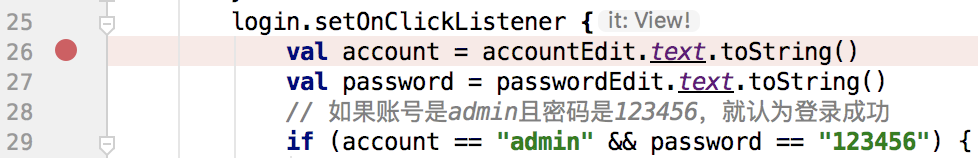 25 login.setOnClickListener { it: View!
26 val account = accountEdit.text.toString()
27 val password = passwordEdit.text.toString()
28 // 如果账号是admin且密码是123456，就认为登录成功
29 if (account == "admin" && password == "123456") {